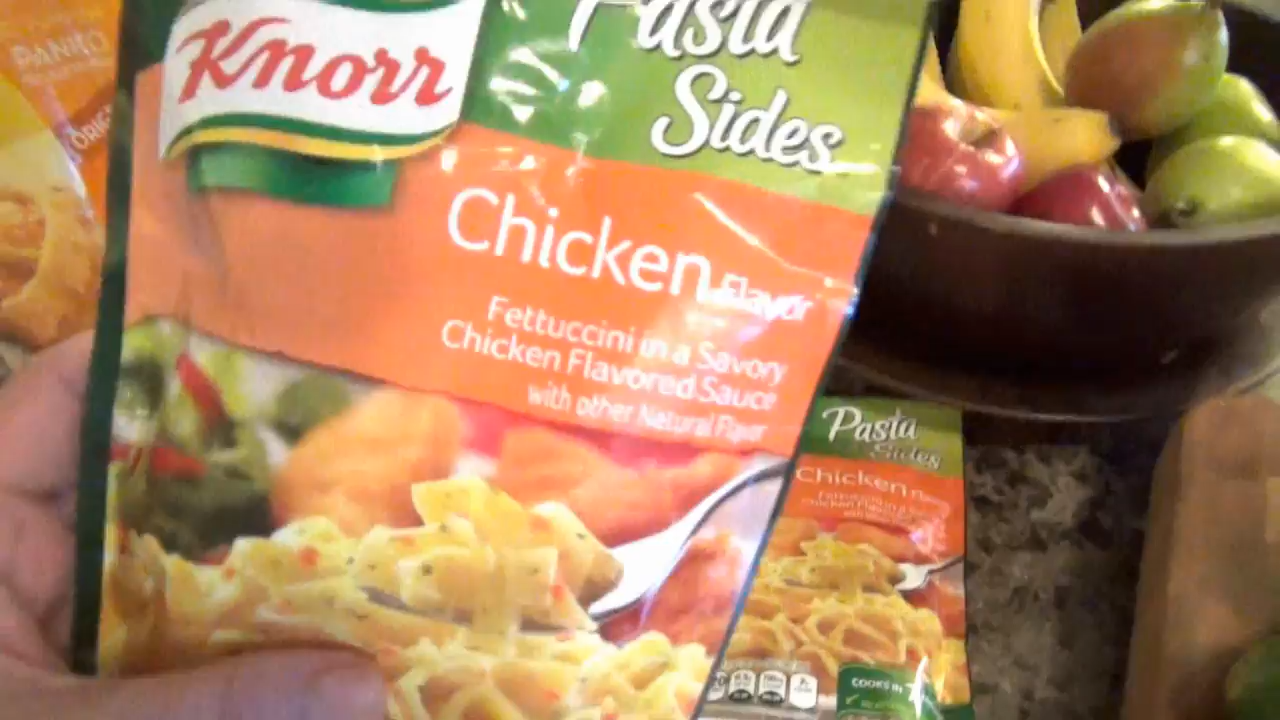 Knorr
Pasta
Sides
Chicken Flavor
Fettuccini in a Savory
Chicken Flavored Sauce
with other Natural Flavor
PANKO
Pasta
Sides
Chicken
COOKS IN 7